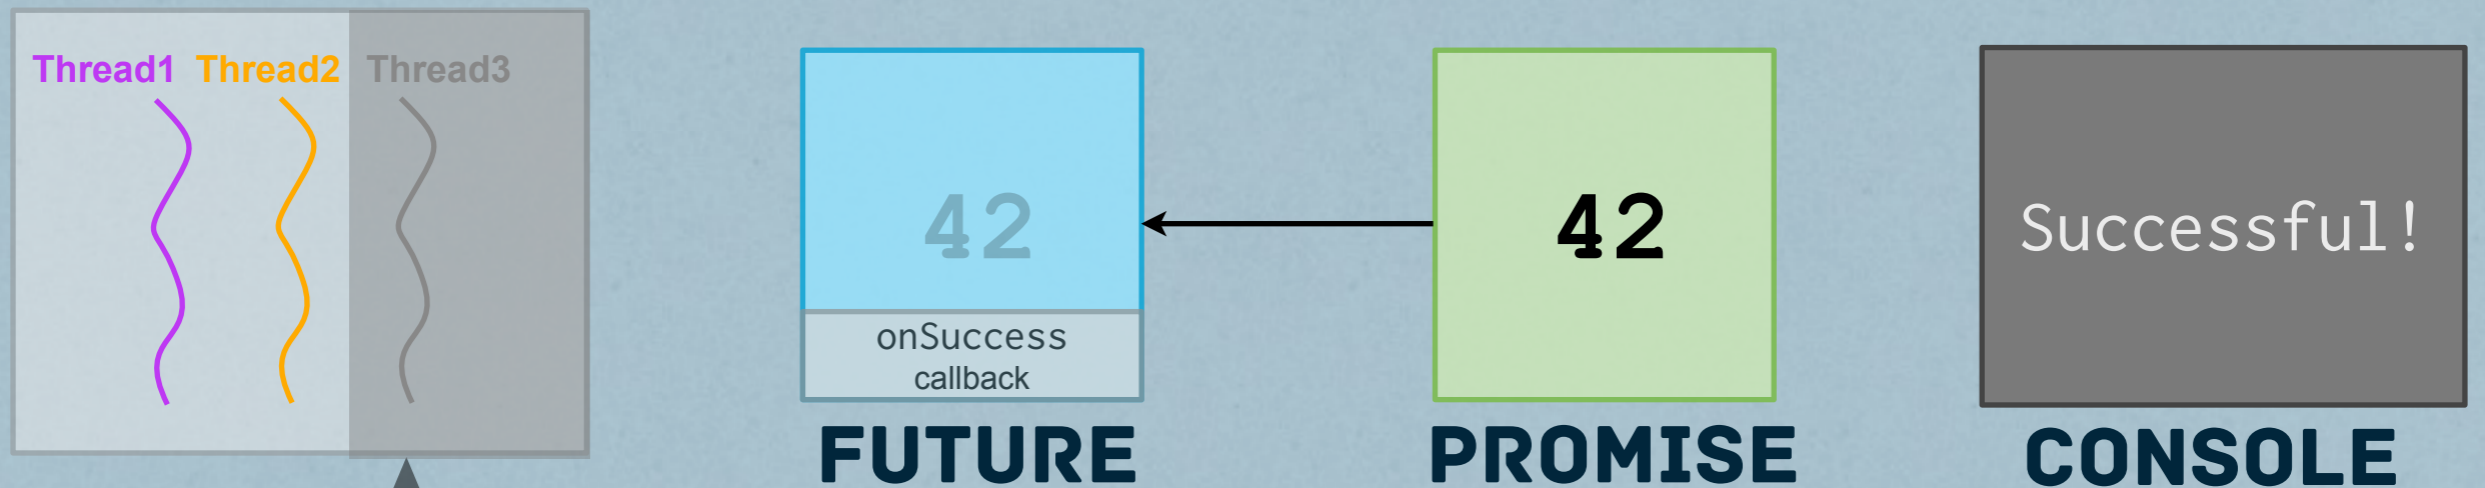 Thread1 Thread2 Thread3
42
onSuccess
callback
FUTURE
42
PROMISE
Successful!
CONSOLE